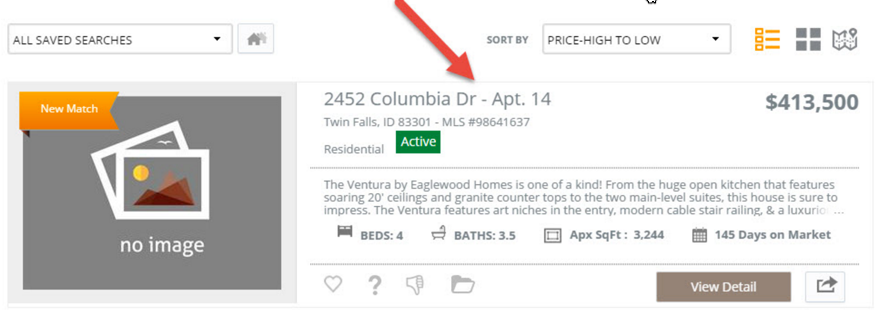 ALL SAVED SEARCHES
SORT BY
PRICE-HIGH TO LOW
New Match
no image
2452 Columbia Dr - Apt. 14
$413,500
Twin Falls, ID 83301 - MLS #98641637
Residential
Active
The Ventura by Eaglewood Homes is one of a kind! From the huge open kitchen that features
soaring 20' ceilings and granite counter tops to the two main-level suites, this house is sure to
impress. The Ventura features art niches in the entry, modern cable stair railing, & a luxurio... ...
BEDS: 4
BATHS: 3.5
Apx SqFt : 3,244
145 Days on Market
?
View Detail